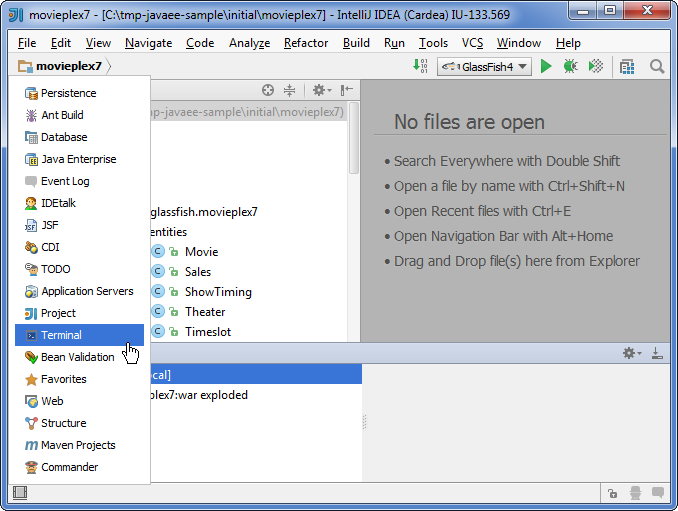 movieplex7 - [C:\tmp-javaee-sample\initial\movieplex7] - IntelliJ IDEA (Cardea) IU-133.569
File Edit View Navigate Code Analyze Refactor Build Run Tools VCS Window Help
movieplex7 GlassFish4
Persistence
Ant Build
Database
Java Enterprise
Event Log
IDEtalk
JSF
CDI
TODO
Application Servers
Project
Terminal
Bean Validation
Favorites
Web
Structure
Maven Projects
Commander
mp-javaee-sample\initial\movieplex7)
glassfish.movieplex7
entities
Movie
Sales
ShowTiming
Theater
Timeslot
No files are open
• Search Everywhere with Double Shift
• Open a file by name with Ctrl+Shift+N
• Open Recent files with Ctrl+E
• Open Navigation Bar with Alt+Home
• Drag and Drop file(s) here from Explorer
cal]
plex7:war exploded